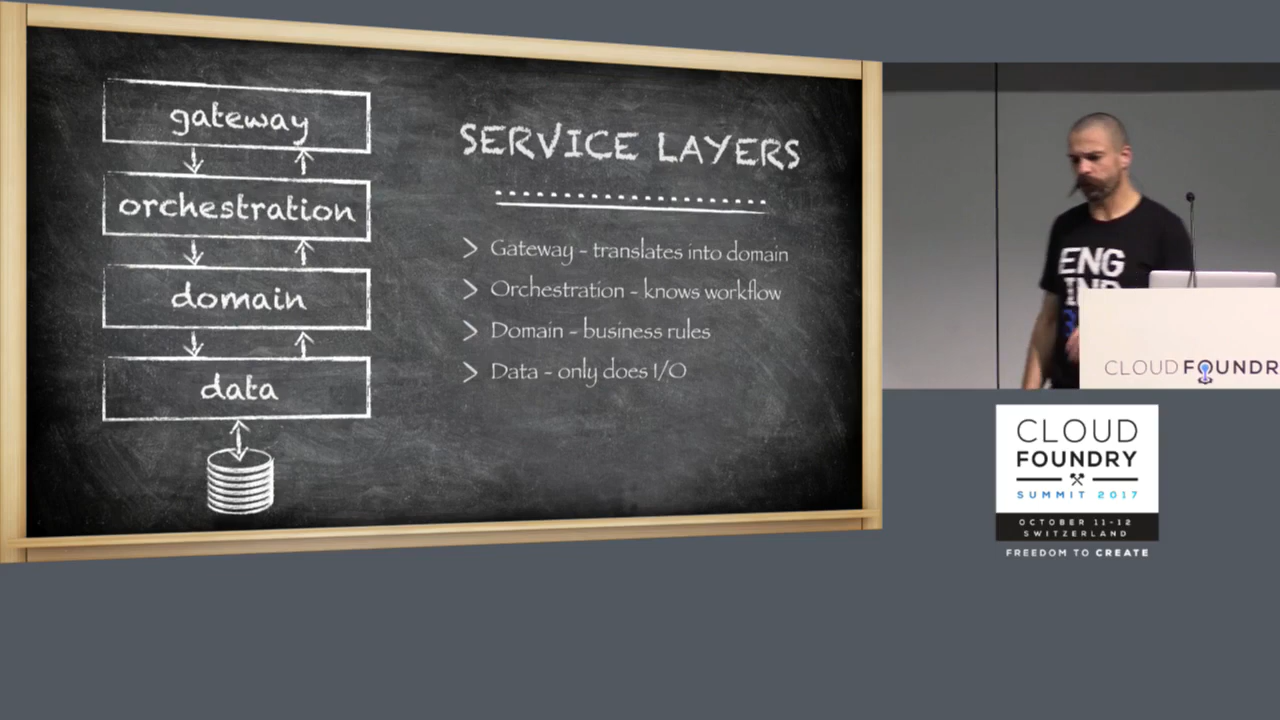 gateway
orchestration
domain
data
SERVICE LAYERS
Gateway - translates into domain
Orchestration - knows workflow
Domain - business rules
Data - only does I/O
ENG
CLOUD FOUNDR
CLOUD
FOUNDRY
SUMMIT 2017
OCTOBER 11-12
SWITZERLAND
FREEDOM TO CREATE